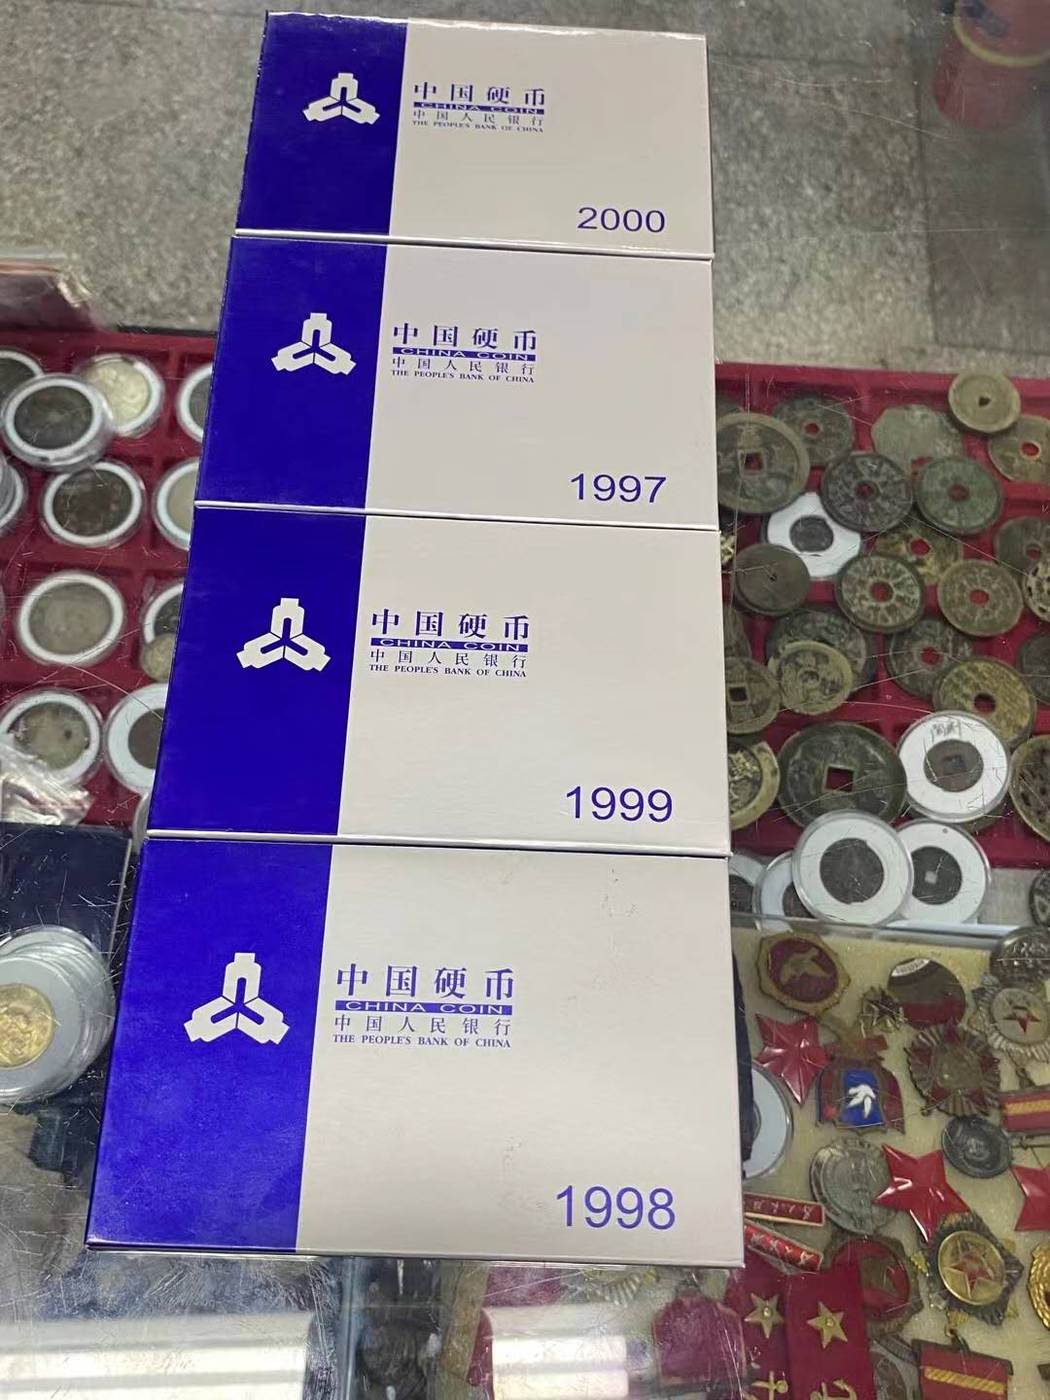 中国硬币
CHINA COIN
中国人民银行
THE PEOPLE'S BANK OF CHINA
2000
中国硬币
CHINA COIN
中国人民银行
THE PEOPLE'S BANK OF CHINA
1997
中国硬币
CHINA COIN
中国人民银行
THE PEOPLE'S BANK OF CHINA
1999
中国硬币
CHINA COIN
中国人民银行
THE PEOPLE'S BANK OF CHINA
1998